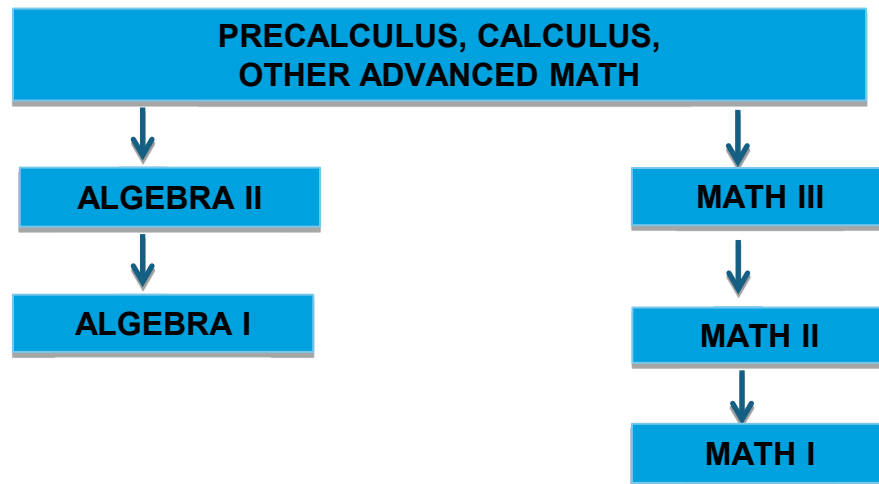 PRECALCULUS, CALCULUS,
OTHER ADVANCED MATH
ALGEBRA II
MATH III
ALGEBRA I
MATH II
MATH I